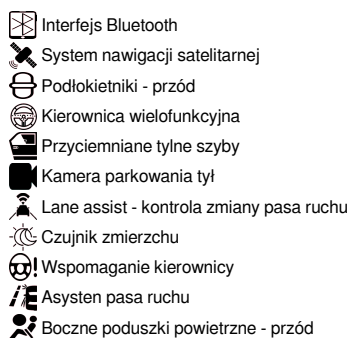 Interfejs Bluetooth
System nawigacji satelitarnej
Podłokietniki - przód
Kierownica wielofunkcyjna
Przyciemniane tylne szyby
Kamera parkowania tył
Lane assist - kontrola zmiany pasa ruchu
Czujnik zmierzchu
Wspomaganie kierownicy
Asysten pasa ruchu
Boczne poduszki powietrzne - przód